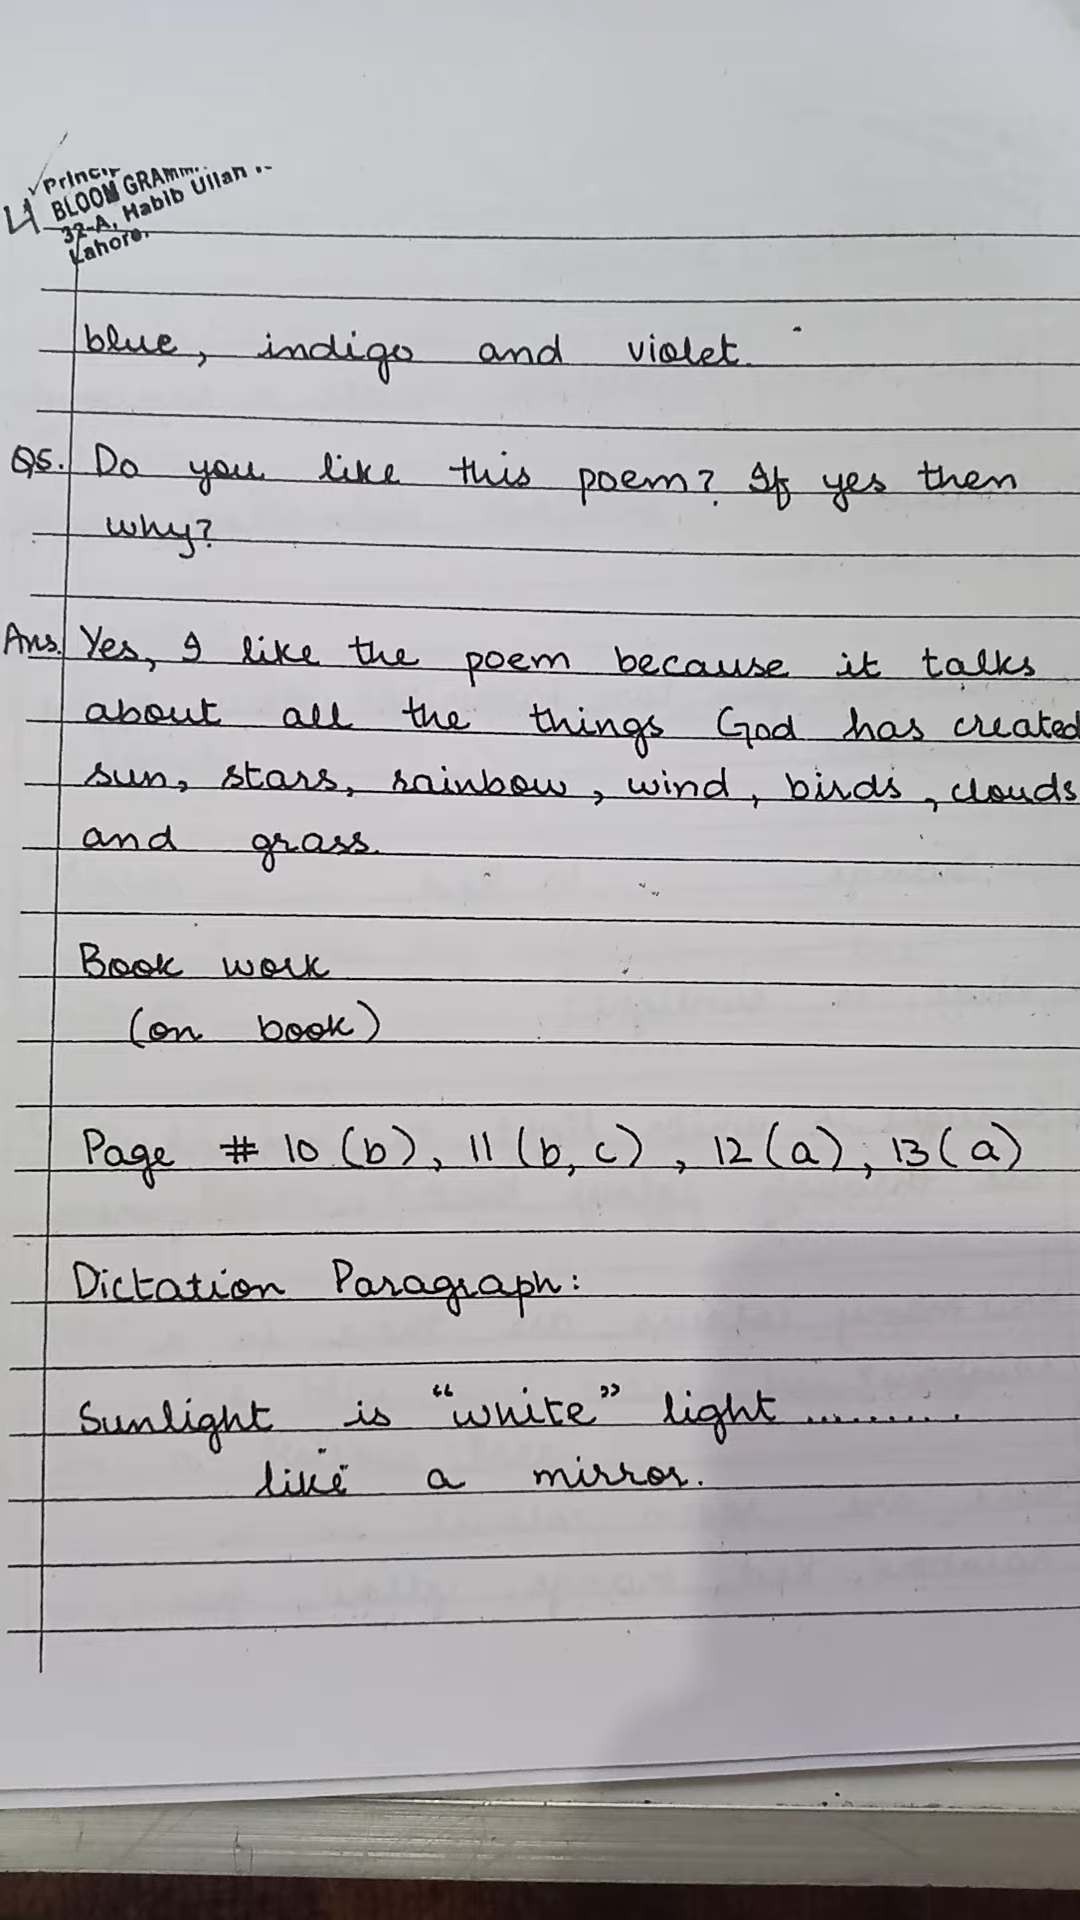 BLOOM
32-A, Habib Ullah
Lahore.
blue, indigo and violet.
Q5. Do you like this poem? If yes then
why?
Ans. Yes, I like the poem because it talks
about all the things God has created
sun, stars, rainbow, wind, birds, clouds
and grass.
Book work
(on book)
Page # 10 (b), 11 (b, c), 12 (a), 13 (a)
Dictation Paragraph:
Sunlight is "white" light ..........
like a mirror.